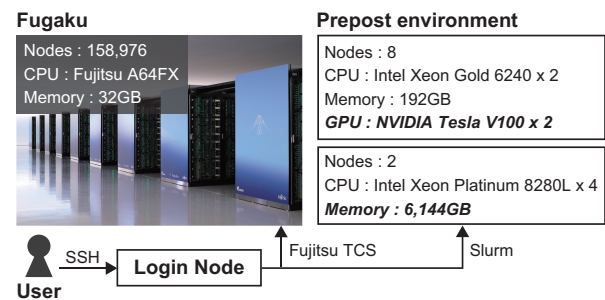 Fugaku
Nodes : 158,976
CPU : Fujitsu A64FX
Memory : 32GB
Prepost environment
Nodes : 8
CPU : Intel Xeon Gold 6240 x 2
Memory : 192GB
GPU : NVIDIA Tesla V100 x 2
Nodes : 2
CPU : Intel Xeon Platinum 8280L x 4
Memory : 6,144GB
SSH
Login Node
Fujitsu TCS
Slurm
User